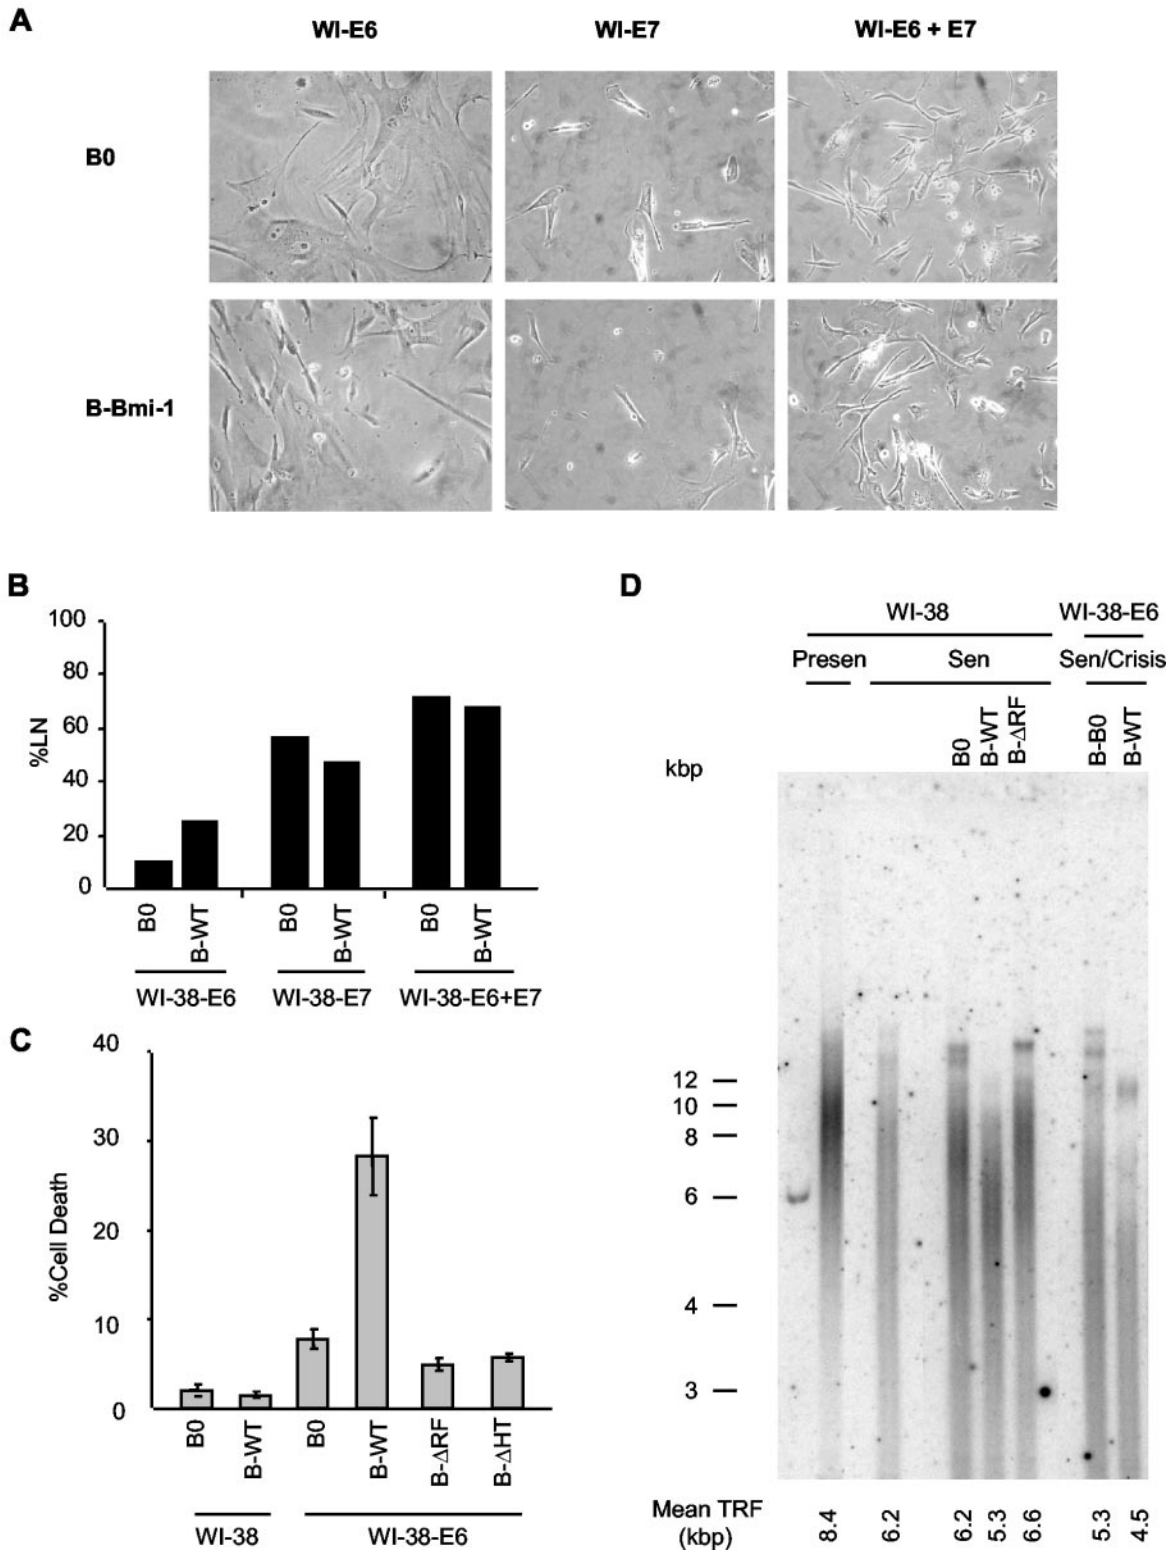 A
WI-E6 WI-E7 WI-E6 + E7
B0
B-Bmi-1
B
100
80
60
40
20
0
%LN
B0 B-WT B0 B-WT B0 B-WT
WI-38-E6 WI-38-E7 WI-38-E6+E7
C
40
30
20
10
0
%Cell Death
B0 B-WT B0 B-WT B-ΔRF B-ΔHT
WI-38 WI-38-E6
D
WI-38 WI-38-E6
Presen Sen Sen/Crisis
B0 B-WT B-ΔRF B-B0 B-WT
kbp
12
10
8
6
4
3
Mean TRF
(kbp)
8.4 6.2 6.2 5.3 6.6 5.3 4.5